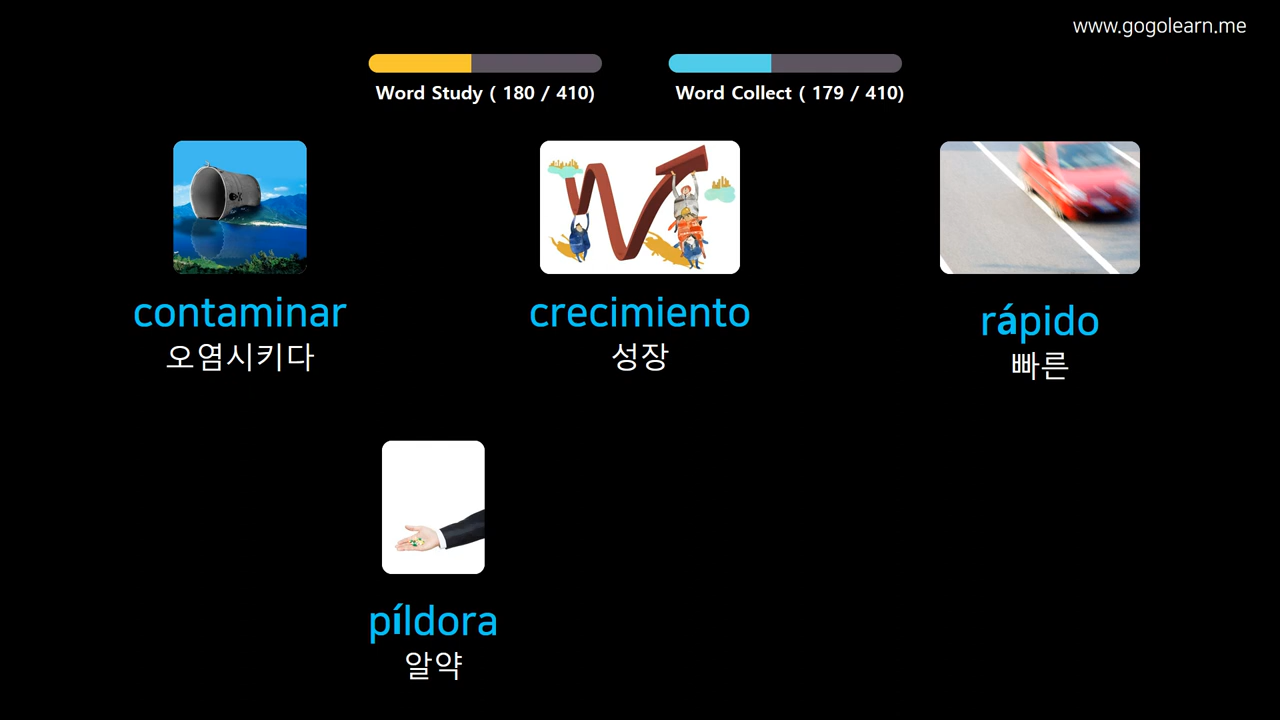 www.gogolearn.me
Word Study ( 180 / 410)
Word Collect ( 179 / 410)
contaminar
오염시키다
crecimiento
성장
rápido
빠른
píldora
알약